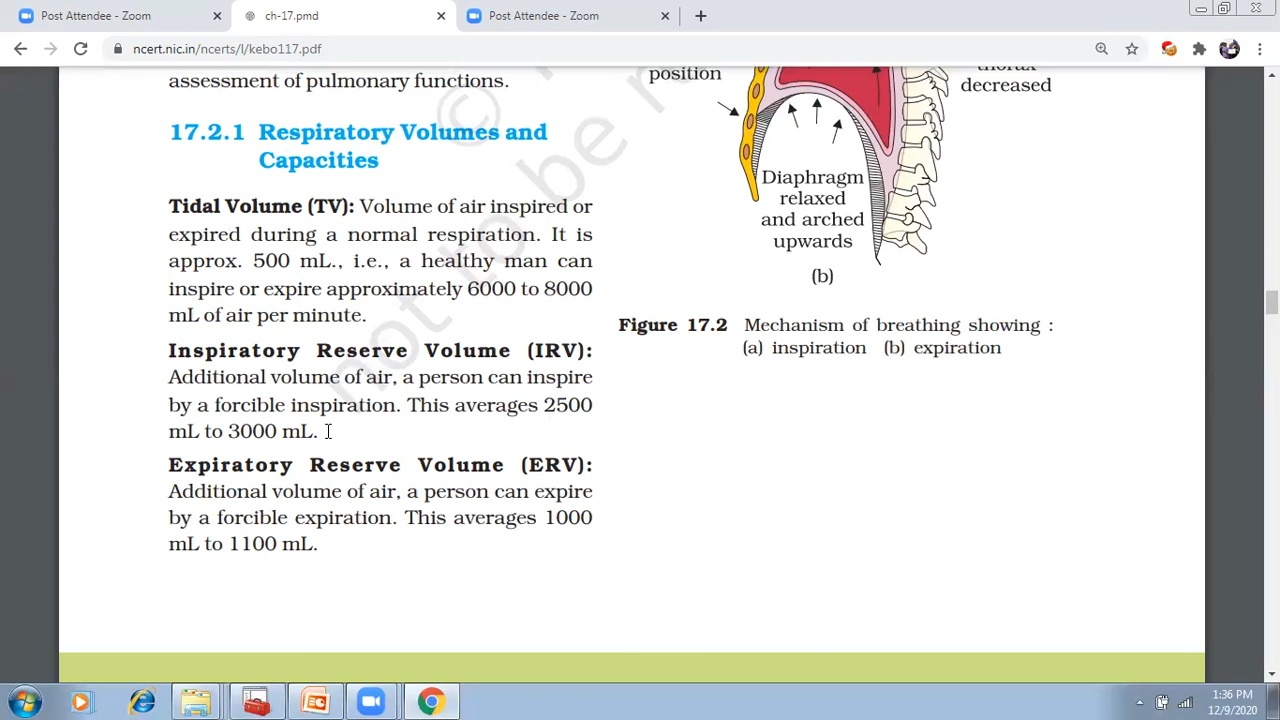 Post Attendee - Zoom
ch-17.pmd
Post Attendee - Zoom
ncert.nic.in/ncerts/l/kebo117.pdf
assessment of pulmonary functions.
17.2.1 Respiratory Volumes and
Capacities
Tidal Volume (TV): Volume of air inspired or
expired during a normal respiration. It is
approx. 500 mL., i.e., a healthy man can
inspire or expire approximately 6000 to 8000
mL of air per minute.
Inspiratory Reserve Volume (IRV):
Additional volume of air, a person can inspire
by a forcible inspiration. This averages 2500
mL to 3000 mL.
Expiratory Reserve Volume (ERV):
Additional volume of air, a person can expire
by a forcible expiration. This averages 1000
mL to 1100 mL.
position
thorax
decreased
Diaphragm
relaxed
and arched
upwards
(b)
Figure 17.2 Mechanism of breathing showing :
(a) inspiration (b) expiration
©
not to be re
1:36 PM
12/9/2020